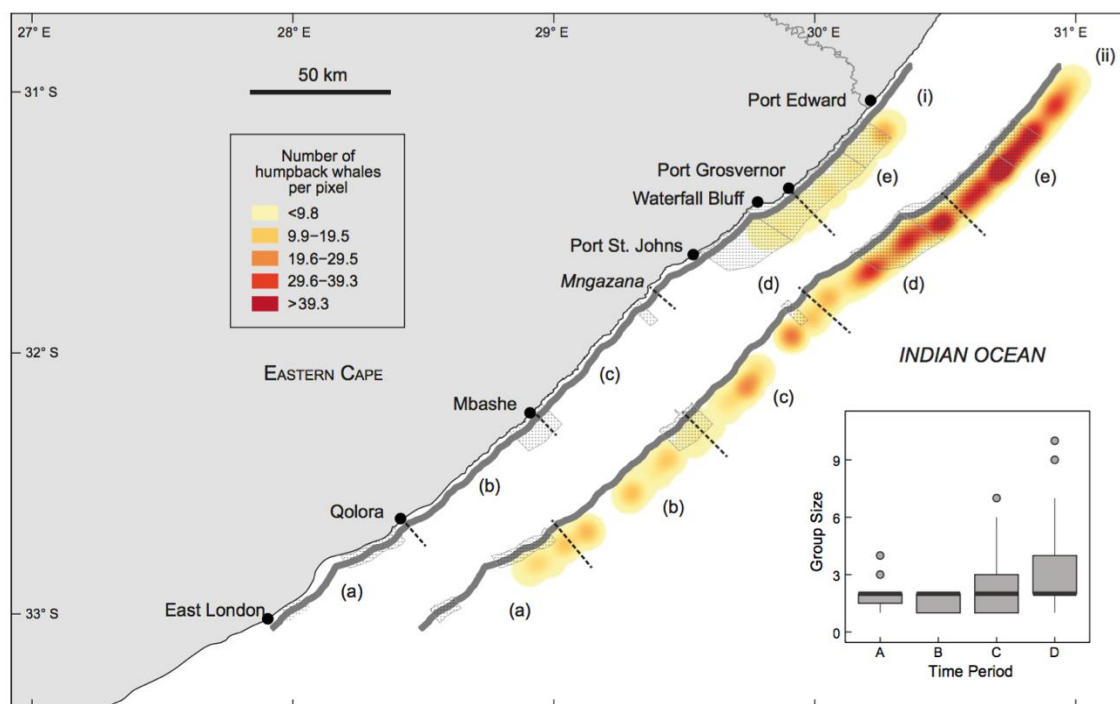 27° E
28° E
29° E
30° E
31° E
(ii)
50 km
31° S
Port Edward
(i)
Number of
humpback whales
per pixel
<9.8
9.9–19.5
19.6–29.5
29.6–39.3
>39.3
Port Grosvernor
(e)
(e)
Waterfall Bluff
Port St. Johns
Mngazana
(d)
(d)
32° S
INDIAN OCEAN
EASTERN CAPE
(c)
(c)
Mbashe
(b)
(b)
Qolora
(a)
(a)
East London
33° S
Group Size
9
6
3
0
A B C D
Time Period